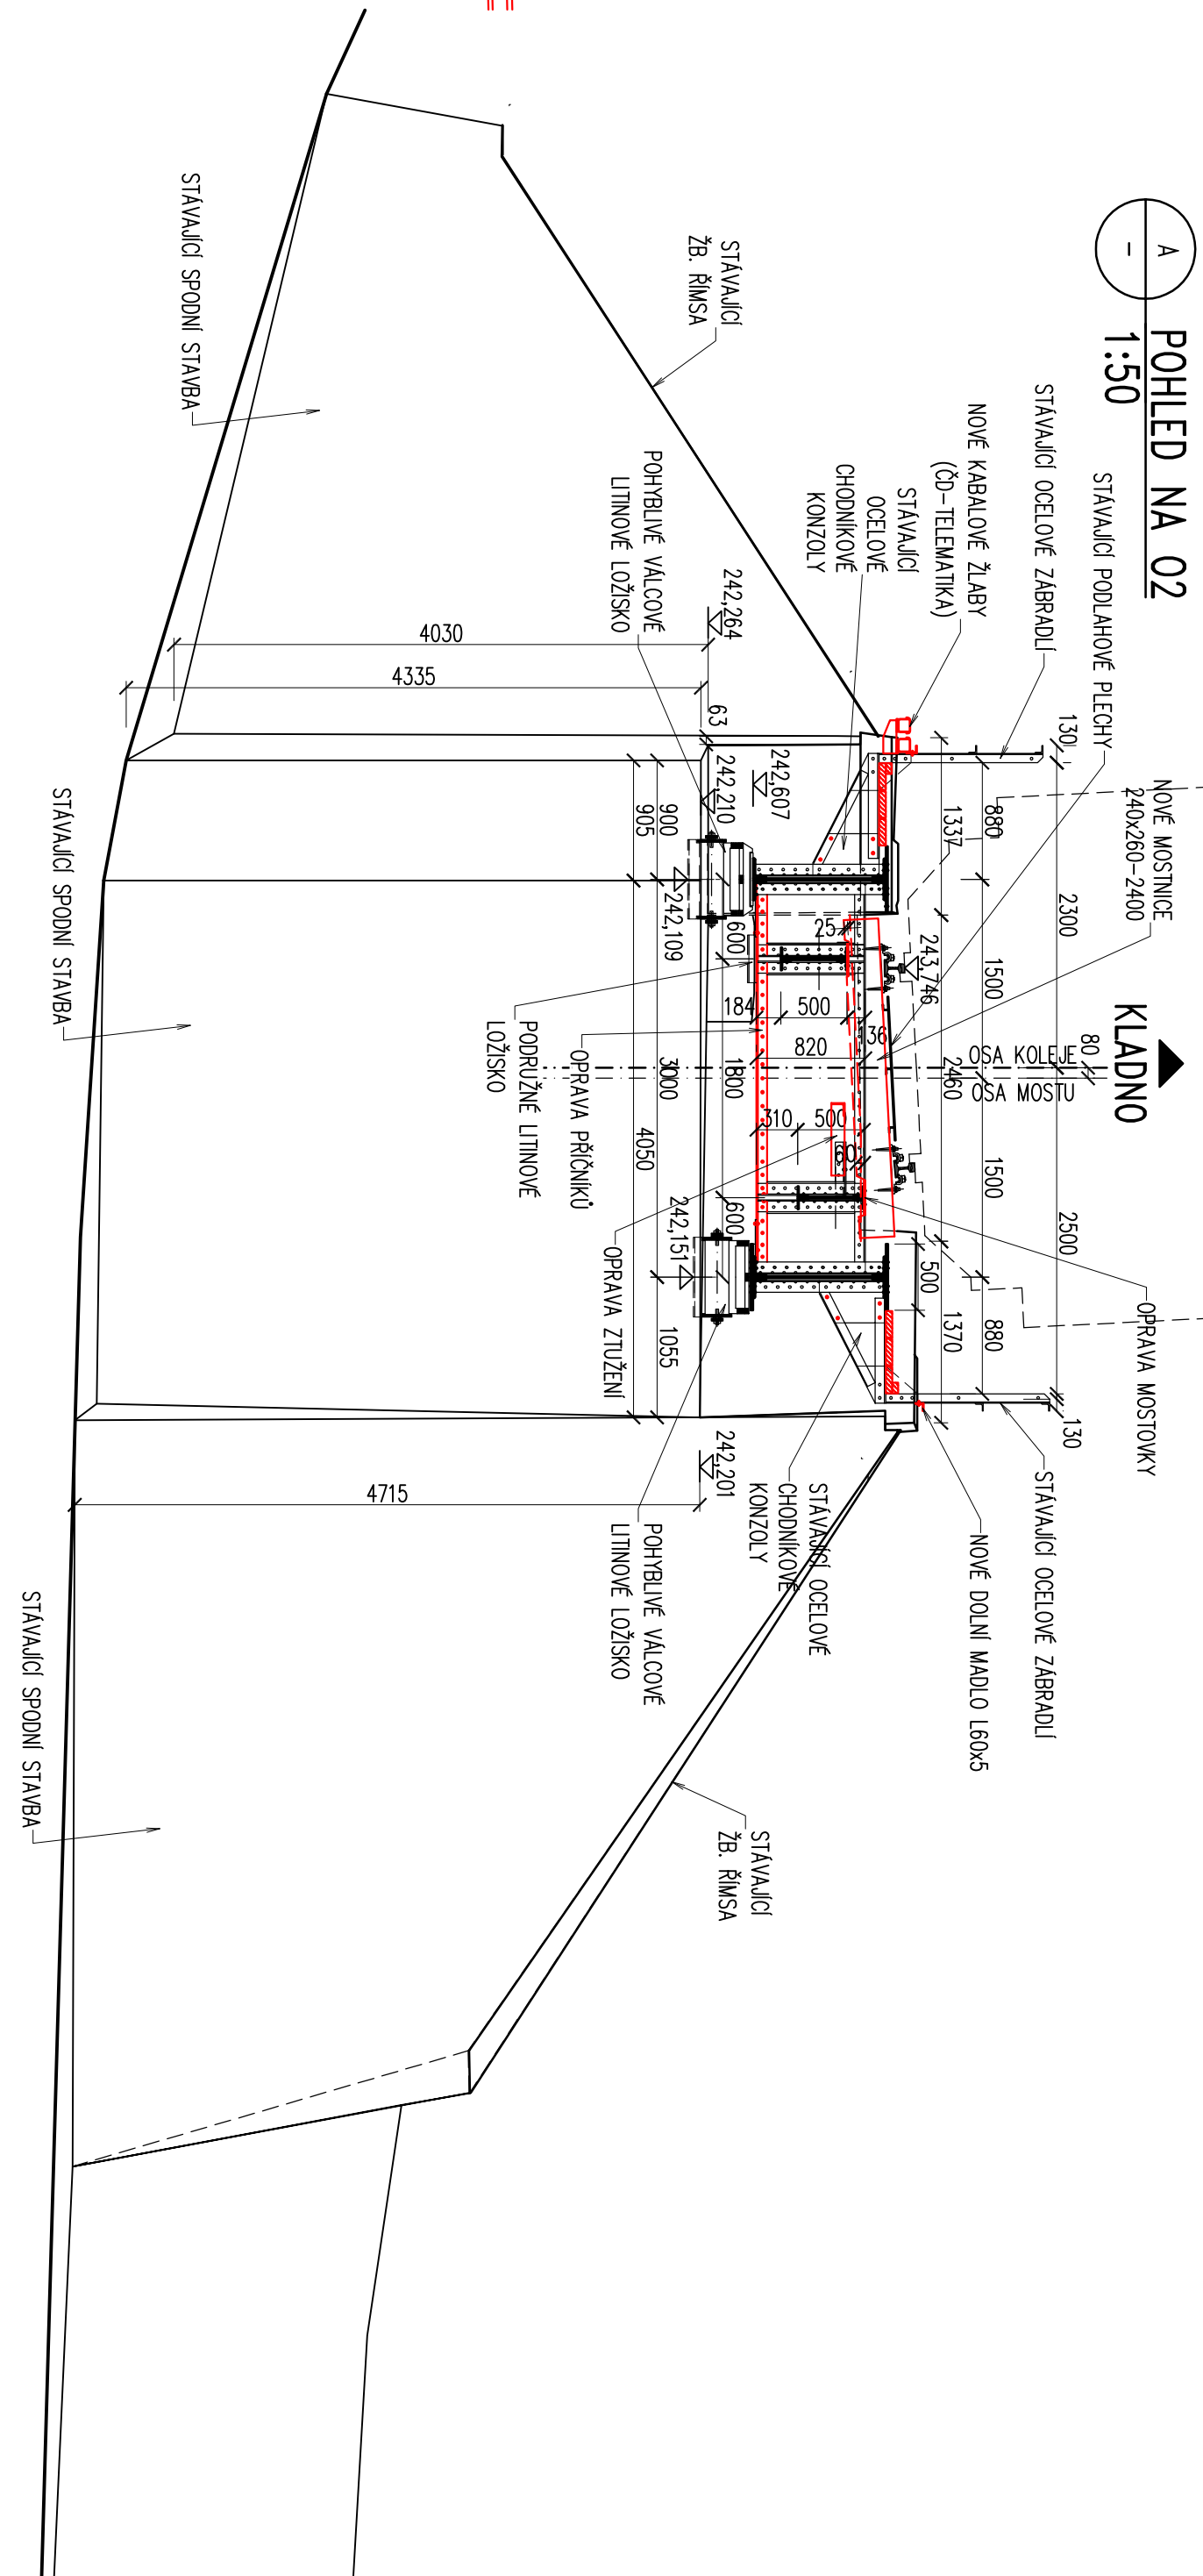 A
-
POHLED NA O2
1:50
KLADNO
STÁVAJÍCÍ PODLAHOVÉ PLECHY
STÁVAJÍCÍ OCELOVÉ ZÁBRADLÍ
NOVÉ KABALOVÉ ŽLABY
(ČD-TELEMATIKA)
STÁVAJÍCÍ
OCELOVÉ
CHODNÍKOVÉ
KONZOLY
NOVÉ MOSTNICE
240x260-2400
OPRAVA MOSTOVKY
STÁVAJÍCÍ OCELOVÉ ZÁBRADLÍ
NOVÉ DOLNÍ MADLO L60x5
STÁVAJÍCÍ OCELOVÉ
CHODNÍKOVÉ
KONZOLY
STÁVAJÍCÍ
ŽB. ŘÍMSA
STÁVAJÍCÍ
ŽB. ŘÍMSA
POHYBLIVÉ VÁLCOVÉ
LITINOVÉ LOŽISKO
POHYBLIVÉ VÁLCOVÉ
LITINOVÉ LOŽISKO
PODRUŽNÉ LITINOVÉ
LOŽISKO
OPRAVA PŘÍČNÍKŮ
OPRAVA ZTUŽENÍ
OSA KOLEJE
OSA MOSTU
STÁVAJÍCÍ SPODNÍ STAVBA
STÁVAJÍCÍ SPODNÍ STAVBA
STÁVAJÍCÍ SPODNÍ STAVBA
80
130
2300
2500
130
880
1500
1500
880
1337
2460
1370
500
243,746
25
136
184
500
820
310
500
60
242,607
242,264
242,210
63
242,109
242,151
242,201
600
1800
600
900
3000
1055
905
4050
4030
4335
4715